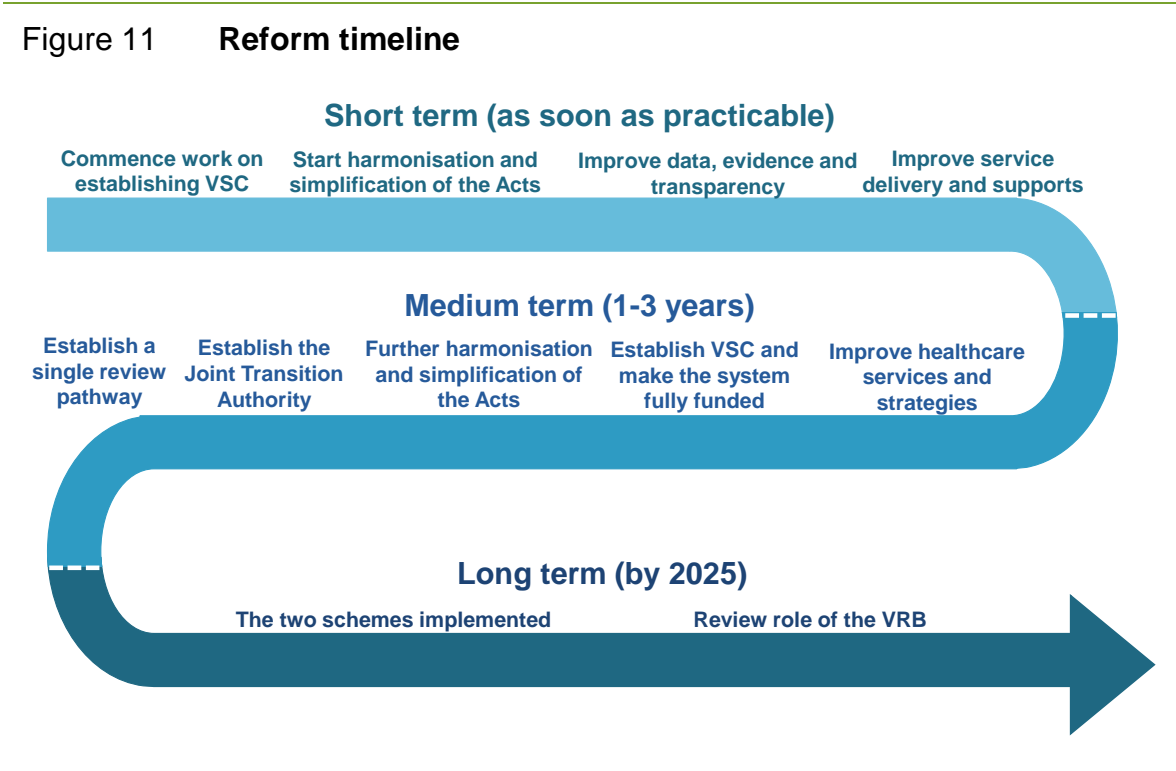 Figure 11 Reform timeline
Short term (as soon as practicable)
Commence work on
establishing VSC
Start harmonisation and
simplification of the Acts
Improve data, evidence and
transparency
Improve service
delivery and supports
Medium term (1-3 years)
Establish a
single review
pathway
Establish the
Joint Transition
Authority
Further harmonisation
and simplification of
the Acts
Establish VSC and
make the system
fully funded
Improve healthcare
services and
strategies
Long term (by 2025)
The two schemes implemented
Review role of the VRB